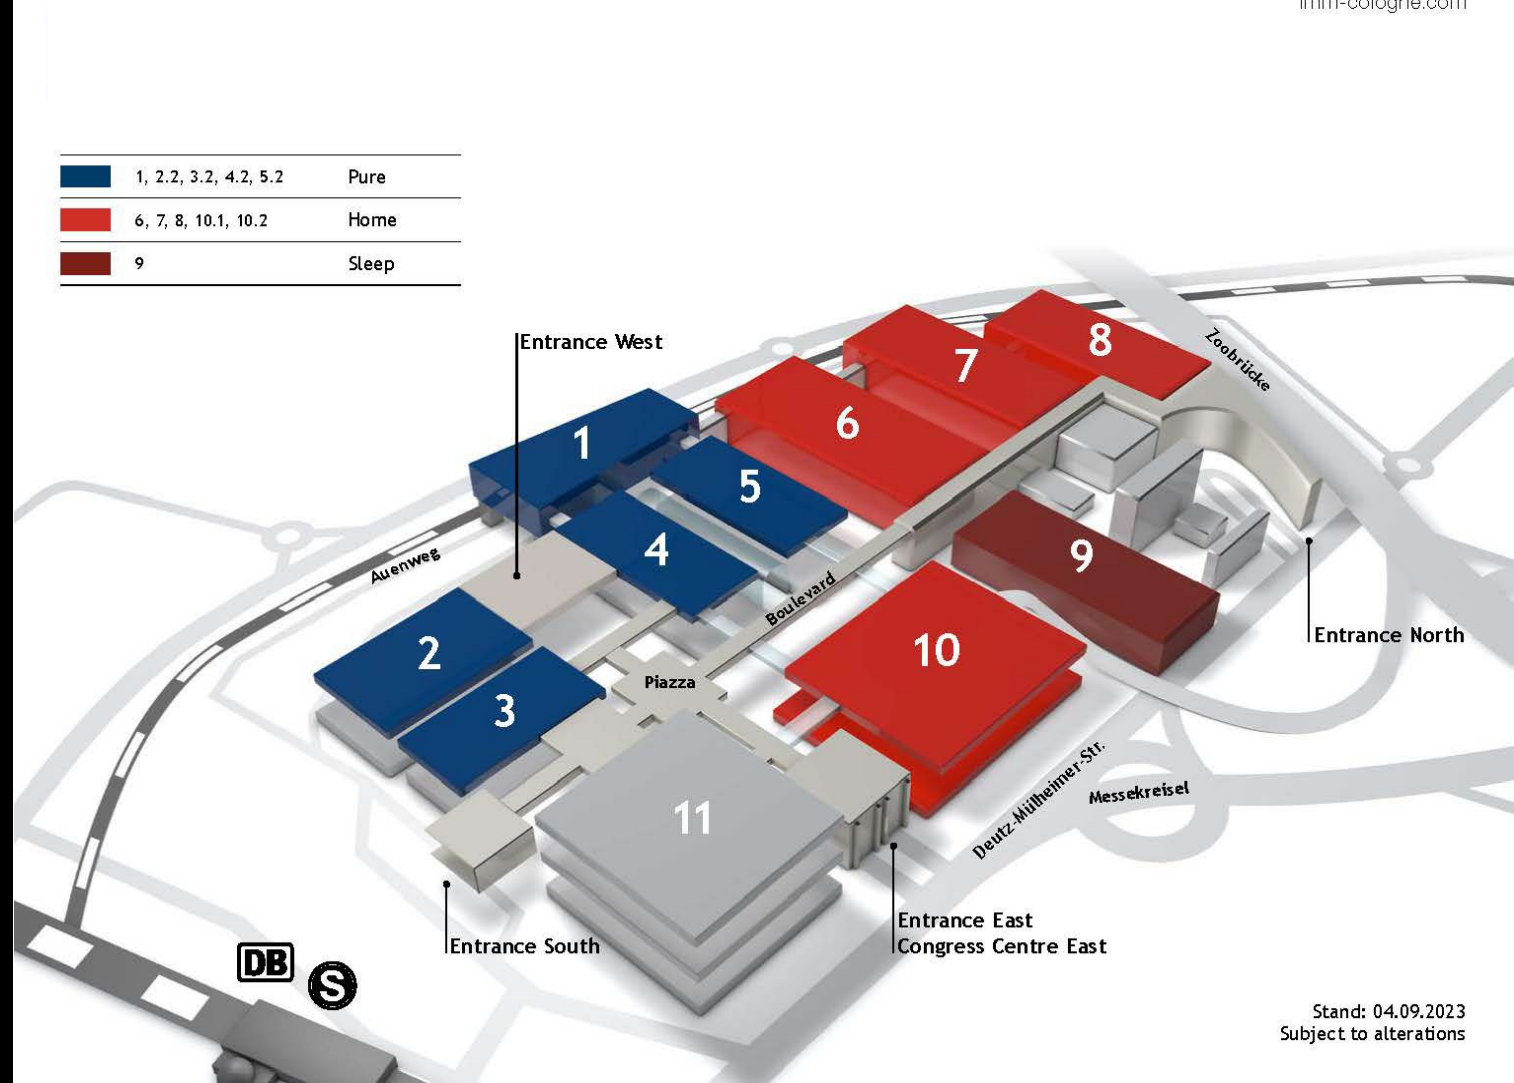 imm-cologne.com
1, 2.2, 3.2, 4.2, 5.2 Pure
6, 7, 8, 10.1, 10.2 Home
9 Sleep
Entrance West
8
7
6
1
5
4
9
2
10
3
11
Zoobrücke
Auenweg
Boulevard
Piazza
Entrance North
Deutz-Mülheimer-Str.
Messekreisel
Entrance South
Entrance East
Congress Centre East
DB
S
Stand: 04.09.2023
Subject to alterations